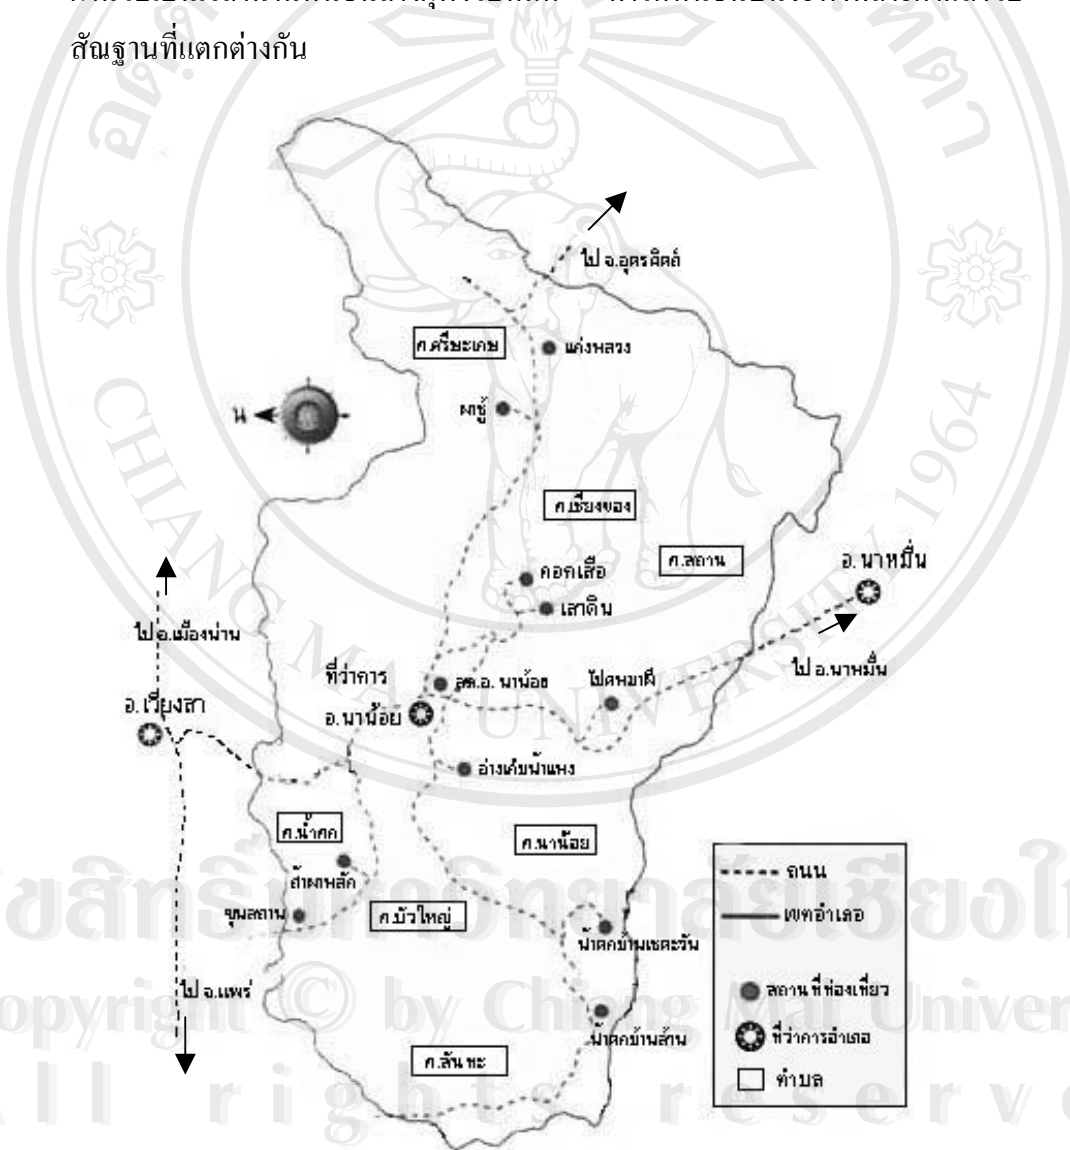 สัณฐานที่แตกต่างกัน
ไป จ.อุตรดิตถ์
ต.ศรีษะเกษ
แก่งหลวง
น
ผาชู้
ต.เชียงของ
ต.สถาน
คอกเสือ
อ. นาหมื่น
เสาดิน
ไป อ.เมืองน่าน
ที่ว่าการ
สต.อ. นาน้อย
ไป อ.นาหมื่น
อ. เวียงสา
อ. นาน้อย
อ่างเก็บน้ำแหง
ต.น้ำตก
ต.นาน้อย
ถ้ำผาหลัก
ถนน
ขุนสถาน
ต.บัวใหญ่
เขตอำเภอ
น้ำตกบ้านเชตะวัน
ไป จ.แพร่
สถานที่ท่องเที่ยว
น้ำตกบ้านล้าน
ที่ว่าการอำเภอ
ต.สันทะ
ตำบล
CHIANG MAI UNIVERSITY 1964
Copyright © by Chiang Mai Univer
All rights reserv